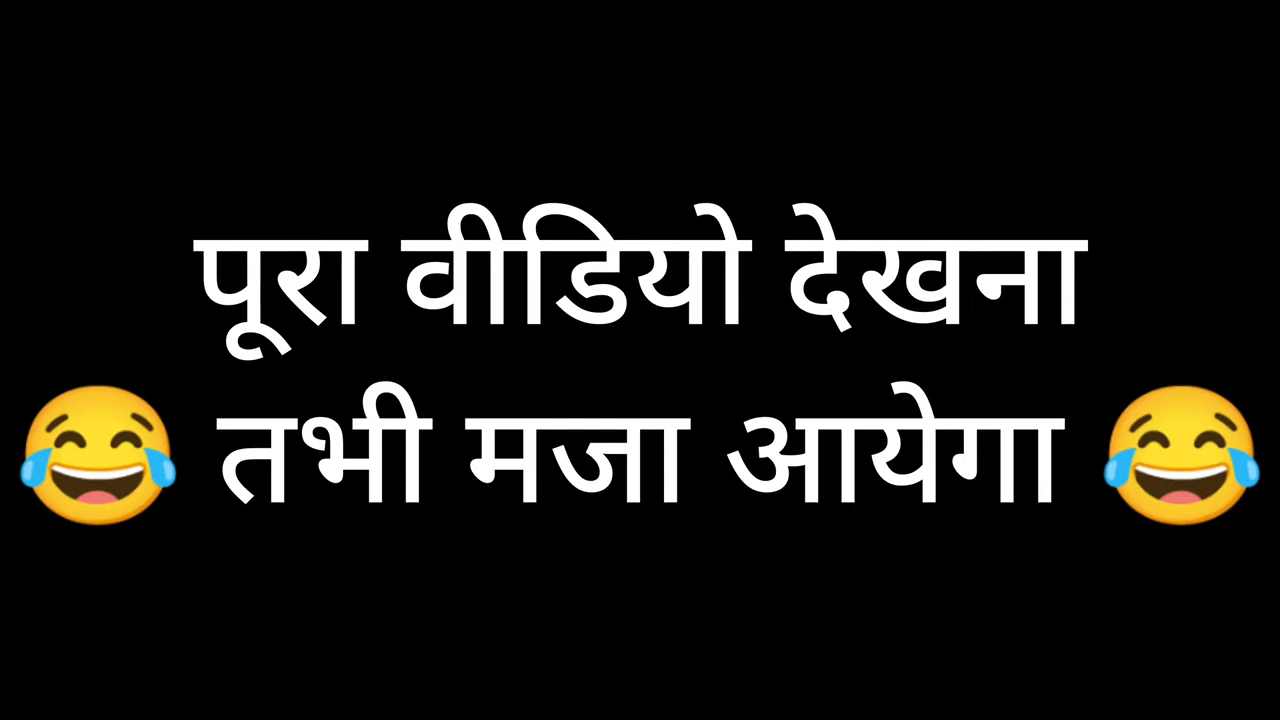 पूरा वीडियो देखना
😂 तभी मजा आयेगा 😂